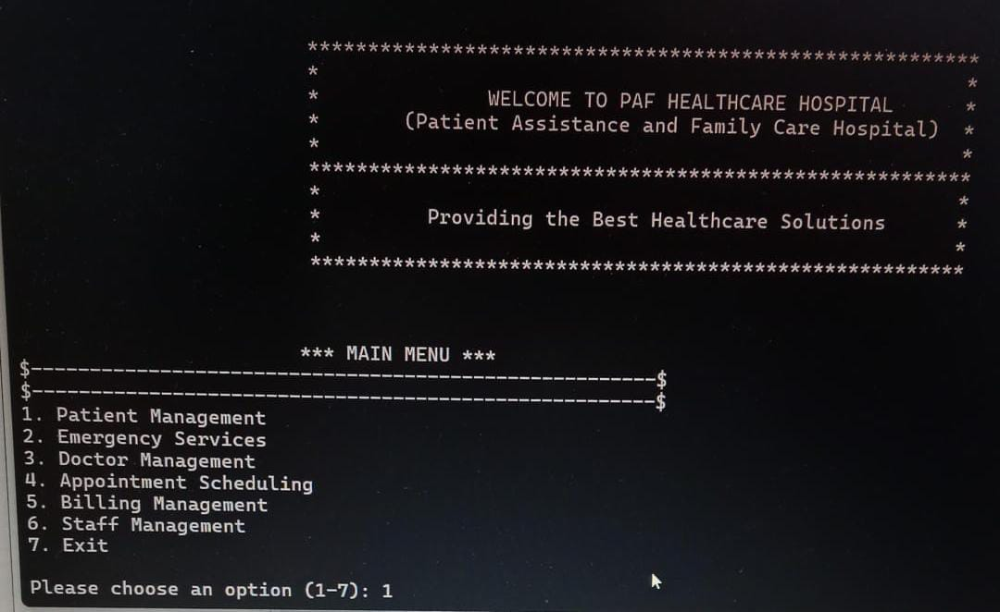 *********************************************************
* *
* WELCOME TO PAF HEALTHCARE HOSPITAL *
* (Patient Assistance and Family Care Hospital) *
* *
*********************************************************
* *
* Providing the Best Healthcare Solutions *
* *
*********************************************************
*** MAIN MENU ***
$-----------------------------------------------------$
$-----------------------------------------------------$
1. Patient Management
2. Emergency Services
3. Doctor Management
4. Appointment Scheduling
5. Billing Management
6. Staff Management
7. Exit
Please choose an option (1-7): 1